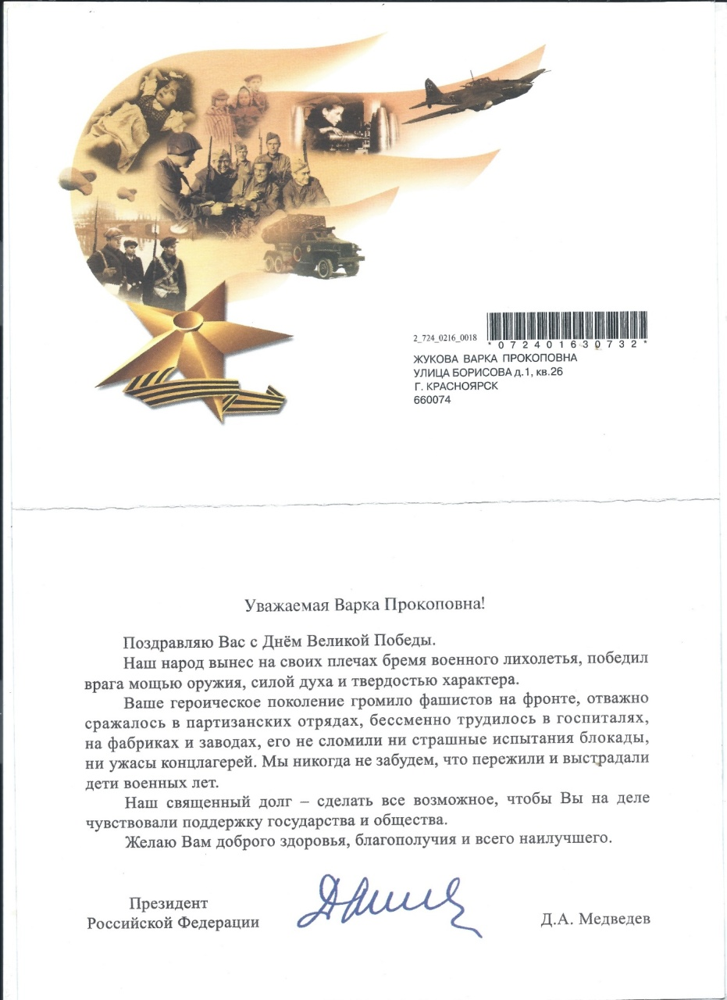 2_724_0216_0018
*072401630732*
ЖУКОВА ВАРКА ПРОКОПОВНА
УЛИЦА БОРИСОВА д.1, кв.26
Г. КРАСНОЯРСК
660074
Уважаемая Варка Прокоповна!
Поздравляю Вас с Днём Великой Победы.
Наш народ вынес на своих плечах бремя военного лихолетья, победил
врага мощью оружия, силой духа и твердостью характера.
Ваше героическое поколение громило фашистов на фронте, отважно
сражалось в партизанских отрядах, бессменно трудилось в госпиталях,
на фабриках и заводах, его не сломили ни страшные испытания блокады,
ни ужасы концлагерей. Мы никогда не забудем, что пережили и выстрадали
дети военных лет.
Наш священный долг – сделать все возможное, чтобы Вы на деле
чувствовали поддержку государства и общества.
Желаю Вам доброго здоровья, благополучия и всего наилучшего.
Президент
Российской Федерации
Д.А. Медведев